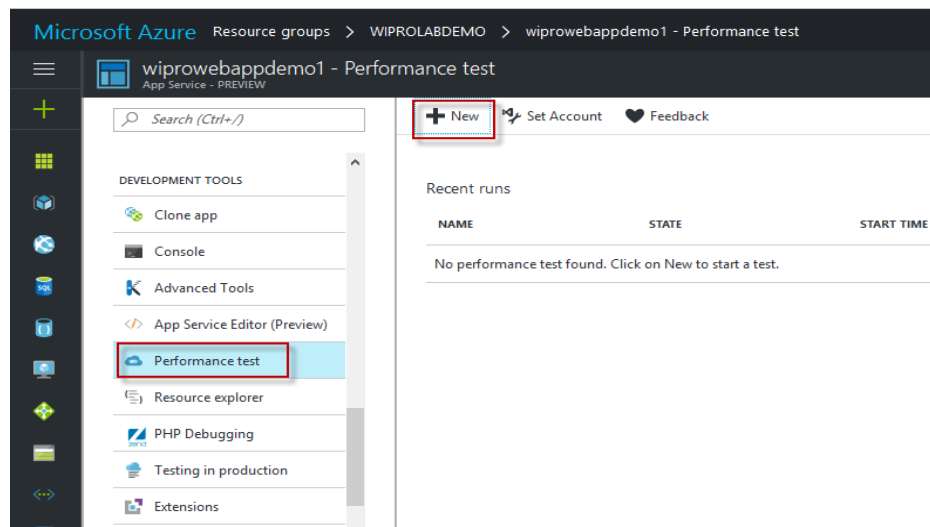 Microsoft Azure Resource groups > WIPROLABDEMO > wiprowebappdemo1 - Performance test
wiprowebappdemo1 - Performance test
App Service - PREVIEW
Search (Ctrl+/)
New Set Account Feedback
DEVELOPMENT TOOLS
Clone app
Console
Advanced Tools
App Service Editor (Preview)
Performance test
Resource explorer
PHP Debugging
Testing in production
Extensions
Recent runs
NAME STATE START TIME
No performance test found. Click on New to start a test.
SQL
zend